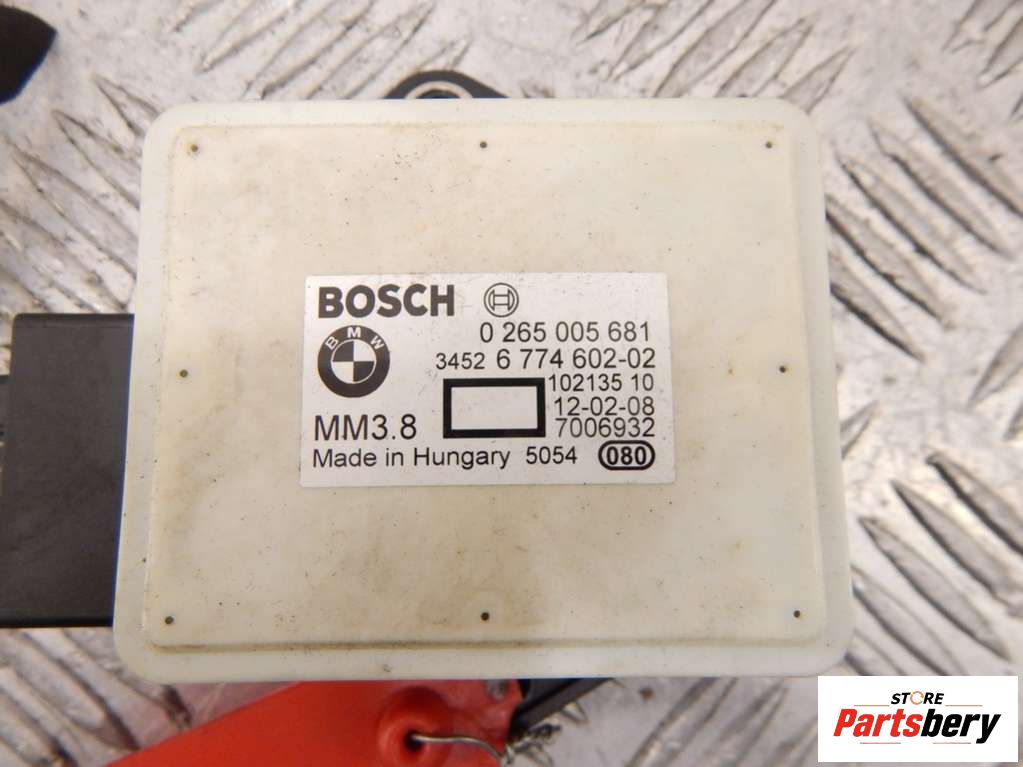 BOSCH
BMW
0 265 005 681
3452 6 774 602-02
102135 10
12-02-08
MM3.8
7006932
Made in Hungary 5054 080
STORE
Partsbery